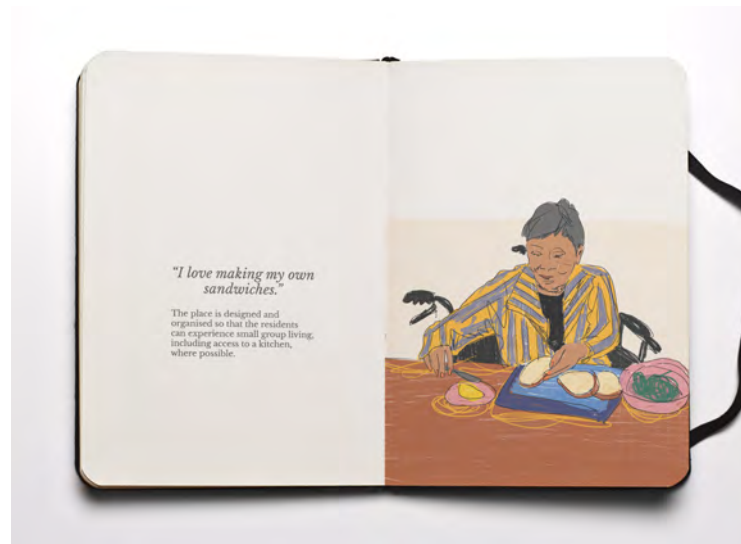 “I love making my own
sandwiches.”
The place is designed and
organised so that the residents
can experience small group living,
including access to a kitchen,
where possible.